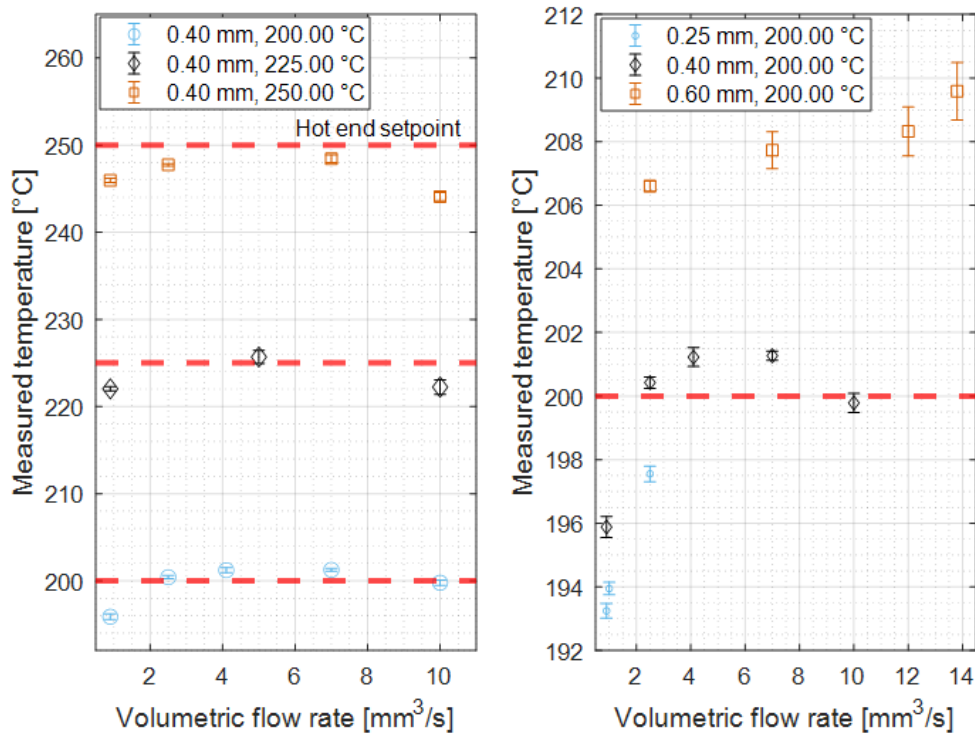 0.40 mm, 200.00 °C
0.40 mm, 225.00 °C
0.40 mm, 250.00 °C
Hot end setpoint
260
250
240
230
220
210
200
2
4
6
8
10
Measured temperature [°C]
Volumetric flow rate [mm³/s]
0.25 mm, 200.00 °C
0.40 mm, 200.00 °C
0.60 mm, 200.00 °C
212
210
208
206
204
202
200
198
196
194
192
2
4
6
8
10
12
14
Measured temperature [°C]
Volumetric flow rate [mm³/s]